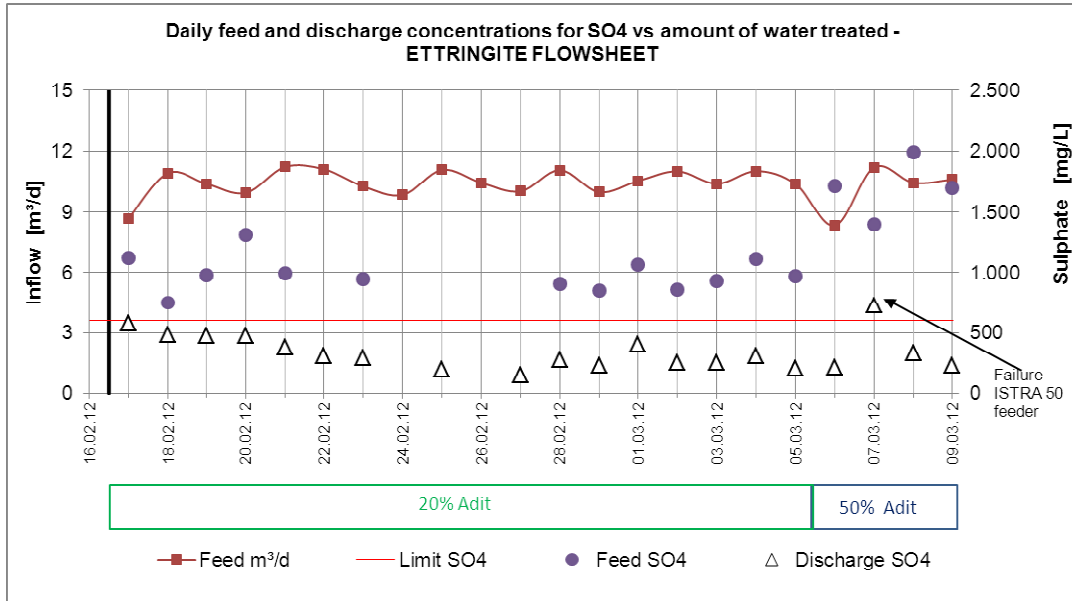 Daily feed and discharge concentrations for SO4 vs amount of water treated -
ETTRINGITE FLOWSHEET
Inflow [m³/d]
15
12
9
6
3
0
2.500
2.000
1.500
1.000
500
0
Sulphate [mg/L]
16.02.12
18.02.12
20.02.12
22.02.12
24.02.12
26.02.12
28.02.12
01.03.12
03.03.12
05.03.12
07.03.12
09.03.12
Failure
ISTRA 50
feeder
20% Adit
50% Adit
Feed m³/d
Limit SO4
Feed SO4
Discharge SO4